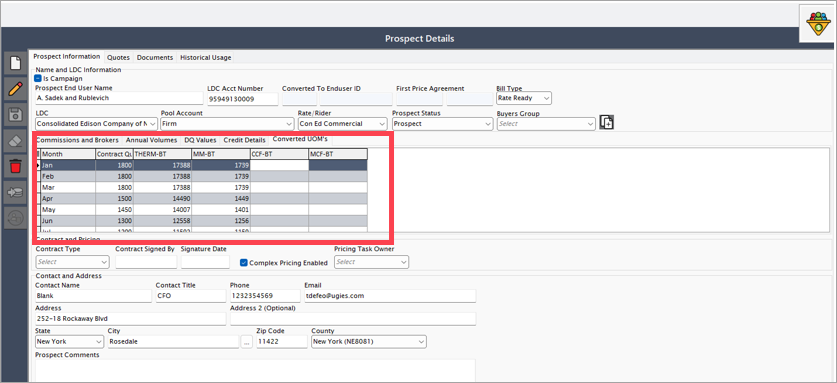 Prospect Details
Prospect Information Quotes Documents Historical Usage
Name and LDC Information
Is Campaign
Prospect End User Name LDC Acct Number Converted To Enduser ID First Price Agreement Bill Type
A. Sadek and Rublevich 95949130009 Rate Ready
LDC Pool Account Rate/Rider Prospect Status Buyers Group
Consolidated Edison Company of N Firm Con Ed Commercial Prospect Select
Commissions and Brokers Annual Volumes DQ Values Credit Details Converted UOM's
Month Contract Qu THERM-BT MM-BT CCF-BT MCF-BT
Jan 1800 17388 1739
Feb 1800 17388 1739
Mar 1800 17388 1739
Apr 1500 14490 1449
May 1450 14007 1401
Jun 1300 12558 1256
Contract and Pricing
Contract Type Contract Signed By Signature Date Pricing Task Owner
Select Complex Pricing Enabled Select
Contact and Address
Contact Name Contact Title Phone Email
Blank CFO 1232354569 tdefeo@ugies.com
Address Address 2 (Optional)
252-18 Rockaway Blvd
State City Zip Code County
New York Rosedale ... 11422 New York (NE8081)
Prospect Comments